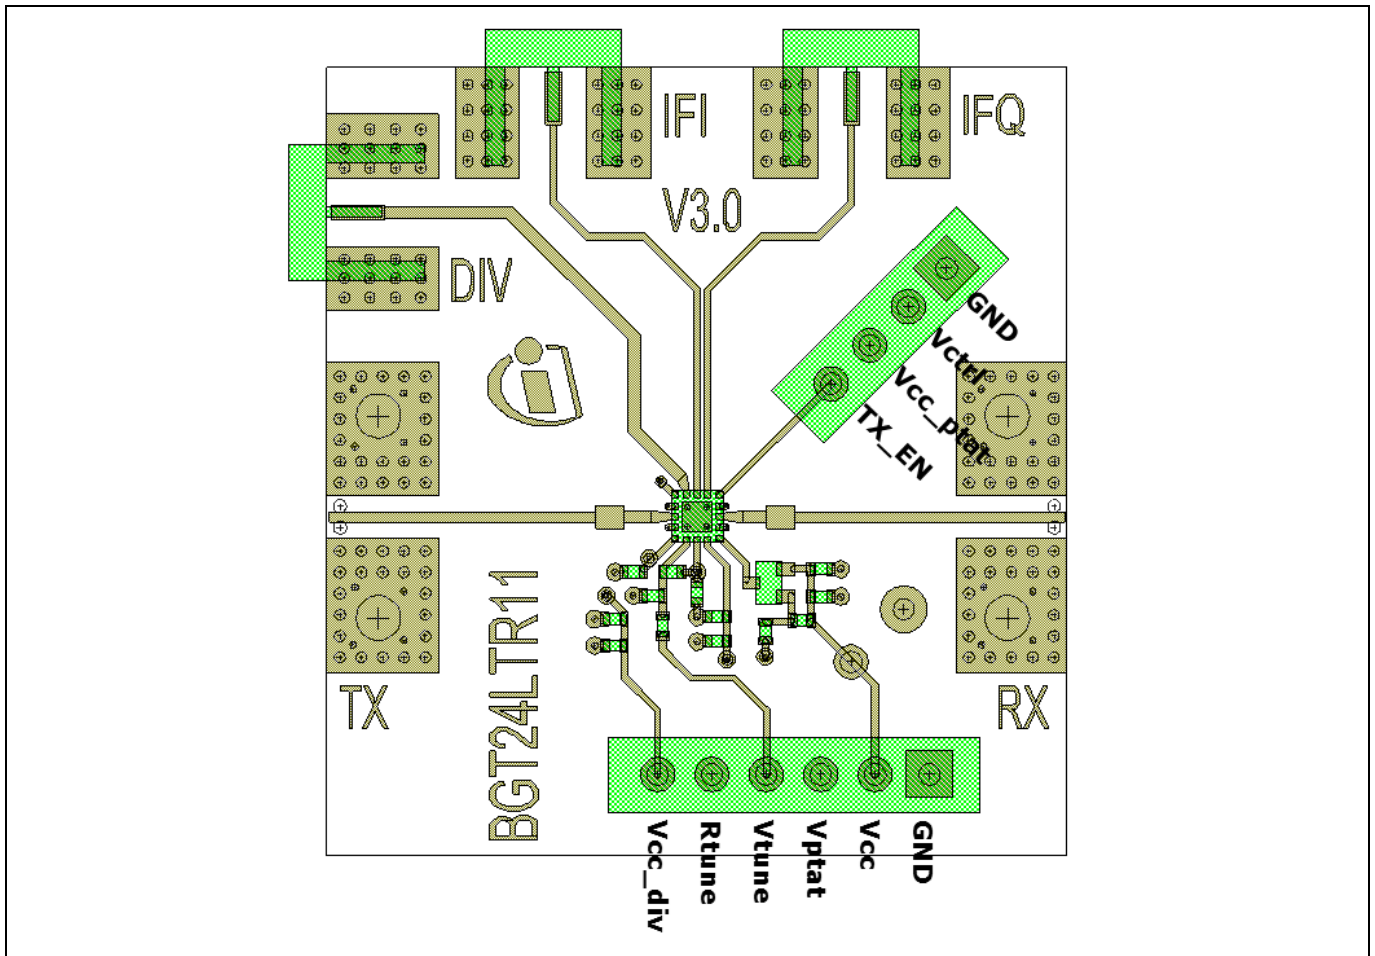 IFI
IFQ
V3.0
DIV
GND
Vctrl
Vcc_ptat
TX_EN
BGT24LTR11
TX
RX
Vcc_div
Rtune
Vtune
Vptat
Vcc
GND